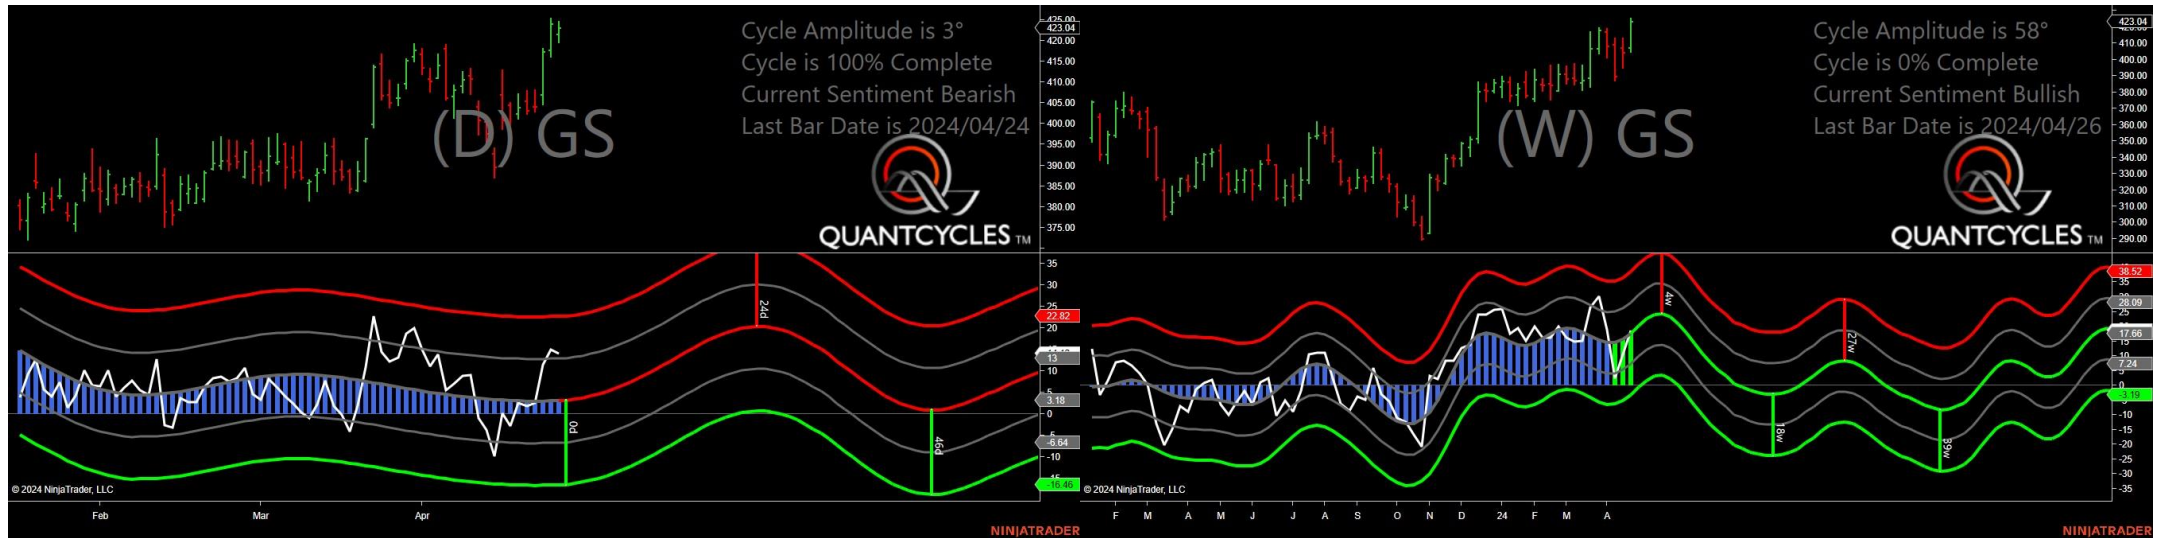 Cycle Amplitude is 3°
Cycle is 100% Complete
Current Sentiment Bearish
Last Bar Date is 2024/04/24
(D) GS
QUANTCYCLES TM
425.00
423.04
420.00
415.00
410.00
405.00
400.00
395.00
390.00
385.00
380.00
375.00
35
30
25
22.82
20
13
10
3.18
0
-6.64
-10
-16.46
24d
0d
46d
© 2024 NinjaTrader, LLC
Feb Mar Apr
NINJATRADER
Cycle Amplitude is 58°
Cycle is 0% Complete
Current Sentiment Bullish
Last Bar Date is 2024/04/26
(W) GS
QUANTCYCLES TM
423.04
410.00
400.00
390.00
380.00
370.00
360.00
350.00
340.00
330.00
320.00
310.00
300.00
290.00
38.52
35
28.09
25
17.66
15
10
7.24
0
-3.19
-10
-15
-20
-25
-30
-35
4w
27w
18w
39w
© 2024 NinjaTrader, LLC
F M A M J J A S O N D 24 F M A
NINJATRADER